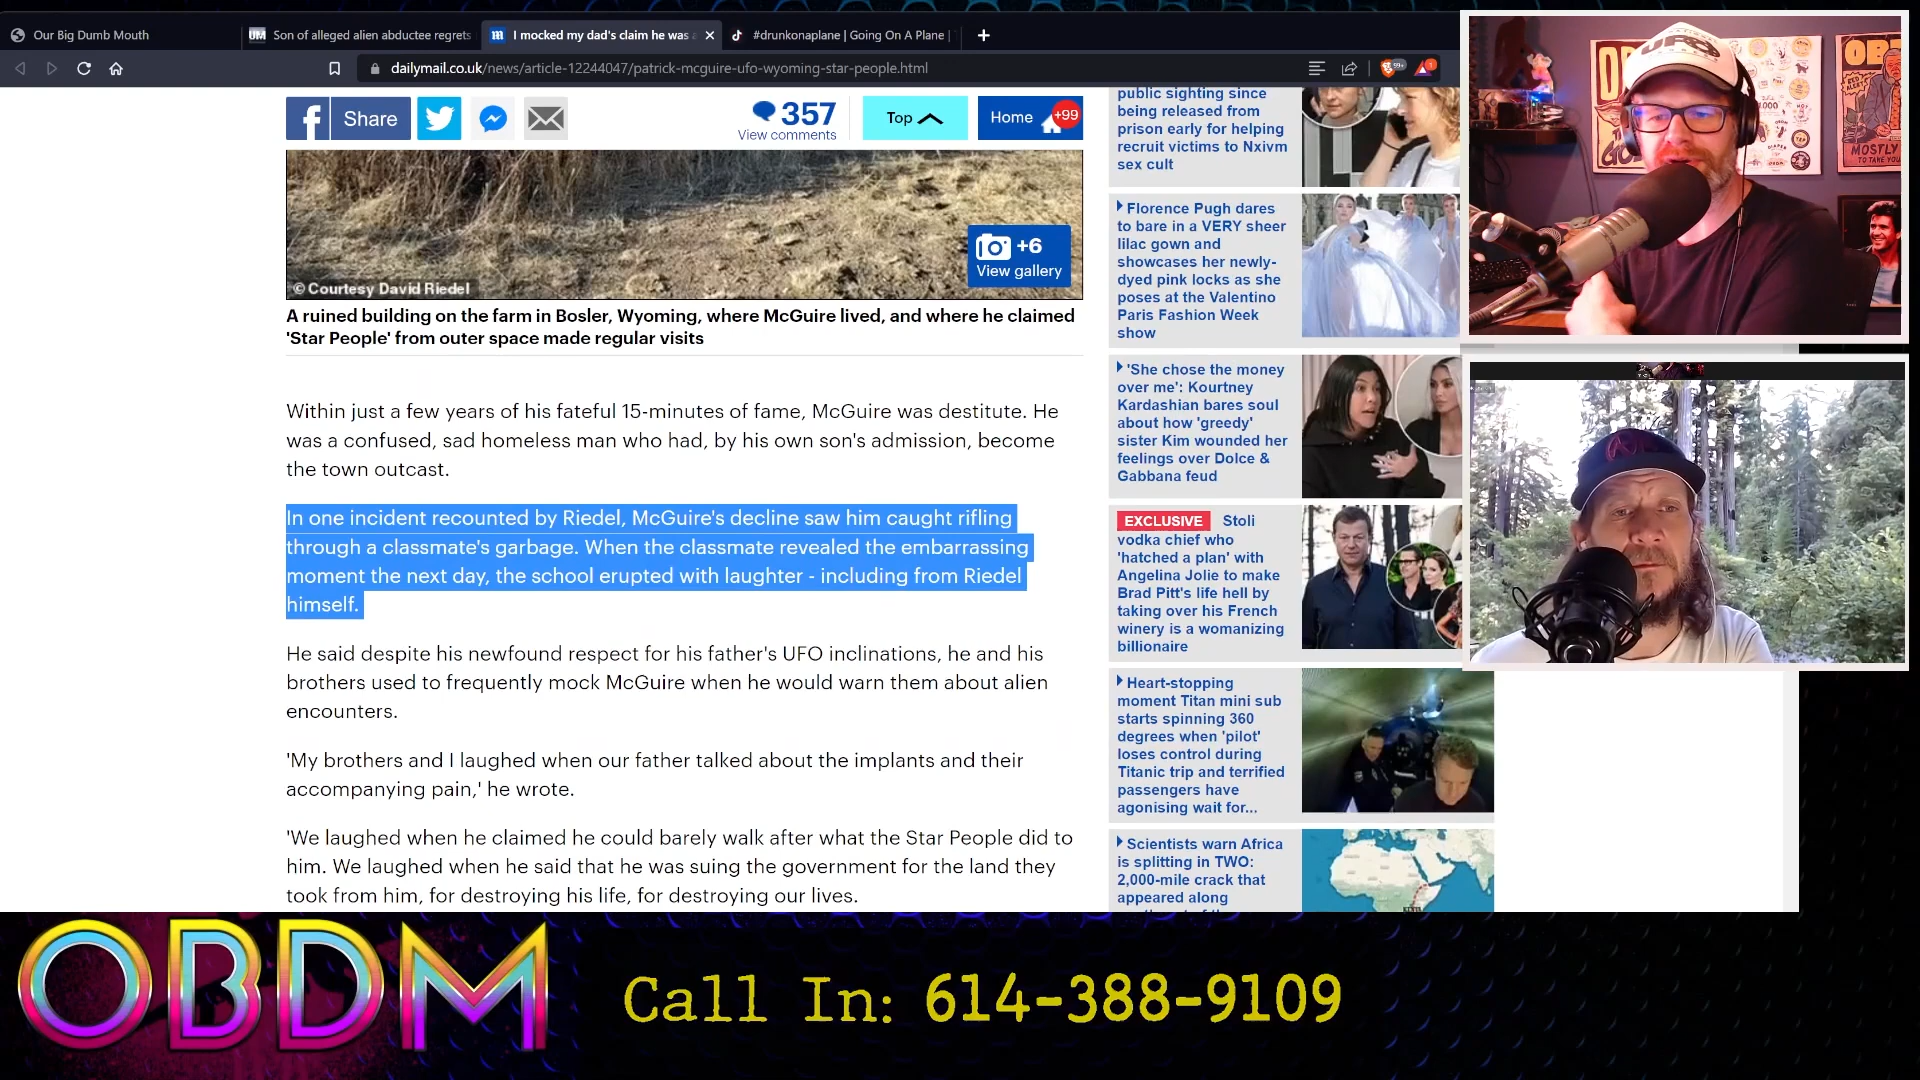 Our Big Dumb Mouth
UM Son of alleged alien abductee regrets
m I mocked my dad's claim he was a
#drunkonaplane | Going On A Plane |
dailymail.co.uk/news/article-12244047/patrick-mcguire-ufo-wyoming-star-people.html
99+
1
f Share
357
View comments
Top
Home +99
© Courtesy David Riedel
+6
View gallery
A ruined building on the farm in Bosler, Wyoming, where McGuire lived, and where he claimed
'Star People' from outer space made regular visits
Within just a few years of his fateful 15-minutes of fame, McGuire was destitute. He
was a confused, sad homeless man who had, by his own son's admission, become
the town outcast.
In one incident recounted by Riedel, McGuire's decline saw him caught rifling
through a classmate's garbage. When the classmate revealed the embarrassing
moment the next day, the school erupted with laughter - including from Riedel
himself.
He said despite his newfound respect for his father's UFO inclinations, he and his
brothers used to frequently mock McGuire when he would warn them about alien
encounters.
'My brothers and I laughed when our father talked about the implants and their
accompanying pain,' he wrote.
'We laughed when he claimed he could barely walk after what the Star People did to
him. We laughed when he said that he was suing the government for the land they
took from him, for destroying his life, for destroying our lives.
public sighting since
being released from
prison early for helping
recruit victims to Nxivm
sex cult
Florence Pugh dares
to bare in a VERY sheer
lilac gown and
showcases her newly-
dyed pink locks as she
poses at the Valentino
Paris Fashion Week
show
'She chose the money
over me': Kourtney
Kardashian bares soul
about how 'greedy'
sister Kim wounded her
feelings over Dolce &
Gabbana feud
EXCLUSIVE Stoli
vodka chief who
'hatched a plan' with
Angelina Jolie to make
Brad Pitt's life hell by
taking over his French
winery is a womanizing
billionaire
Heart-stopping
moment Titan mini sub
starts spinning 360
degrees when 'pilot'
loses control during
Titanic trip and terrified
passengers have
agonising wait for...
Scientists warn Africa
is splitting in TWO:
2,000-mile crack that
appeared along
UFO
OBDM
Call In: 614-388-9109